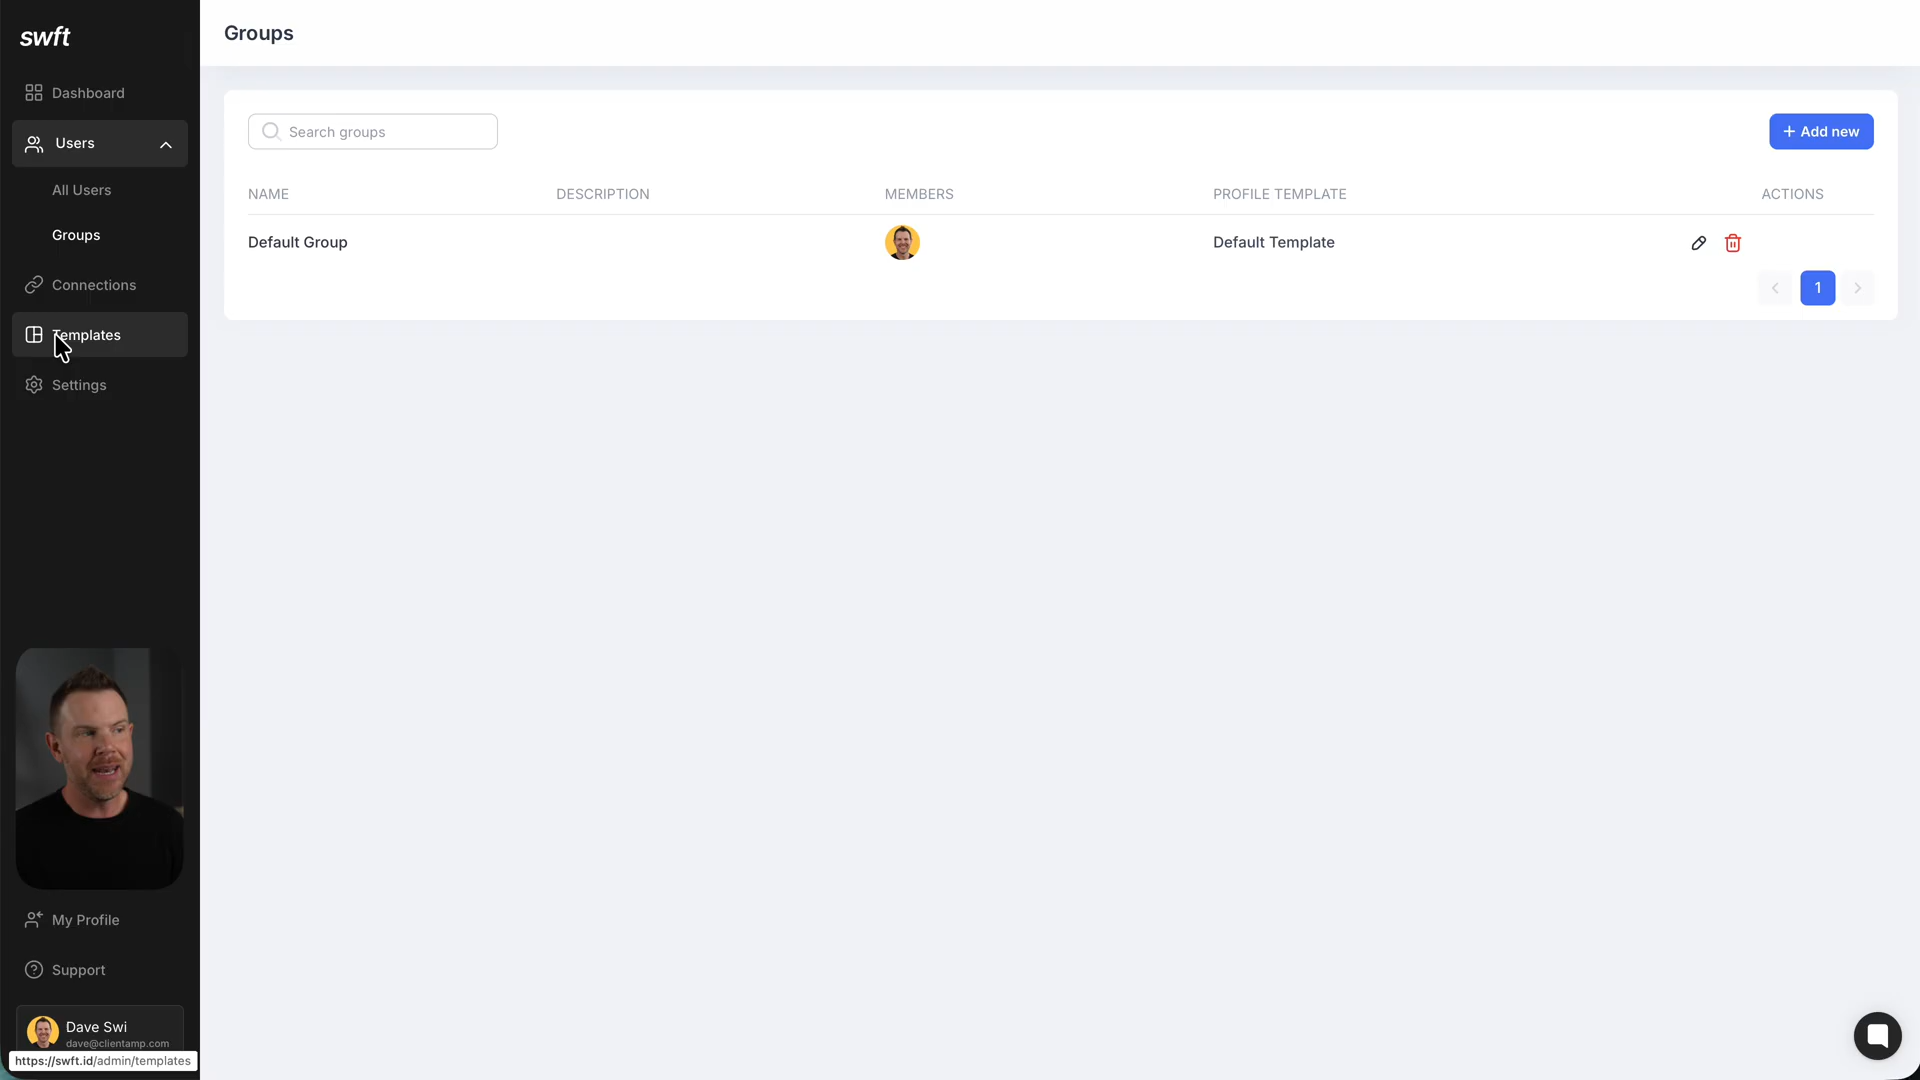 swft
Groups
Dashboard
Users
All Users
Groups
Connections
Templates
Settings
Search groups
+ Add new
NAME
DESCRIPTION
MEMBERS
PROFILE TEMPLATE
ACTIONS
Default Group
Default Template
1
My Profile
Support
Dave Swi
dave@clientamp.com
https://swft.id/admin/templates